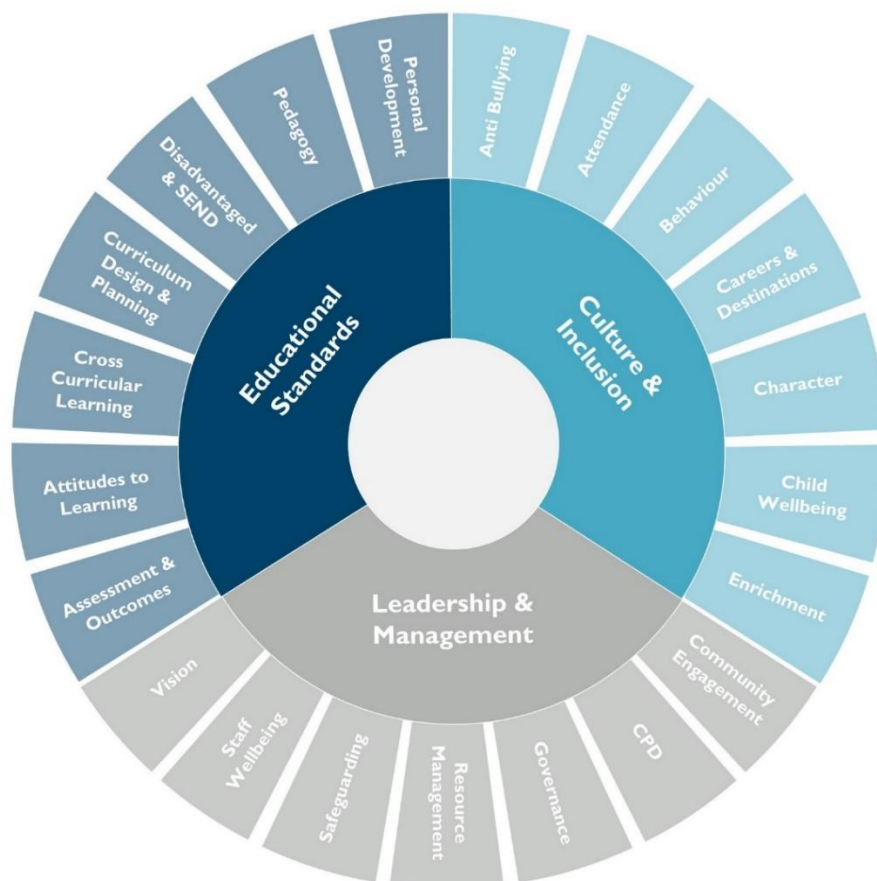 Educational
Standards
Culture &
Inclusion
Leadership &
Management
Anti Bullying
Attendance
Behaviour
Careers &
Destinations
Character
Child
Wellbeing
Enrichment
Community
Engagement
CPD
Governance
Resource
Management
Safeguarding
Staff
Wellbeing
Vision
Assessment &
Outcomes
Attitudes to
Learning
Cross
Curricular
Learning
Curriculum
Design &
Planning
Disadvantaged
& SEND
Pedagogy
Personal
Development